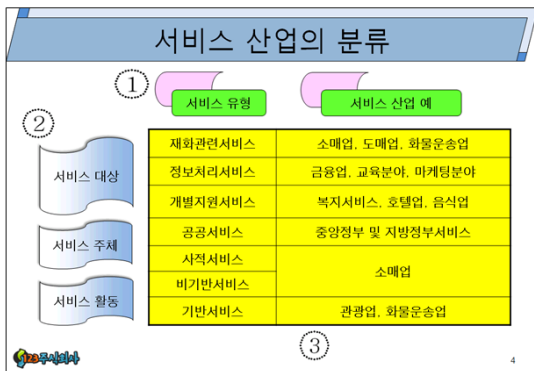 서비스 산업의 분류
①
서비스 유형
서비스 산업 예
②
서비스 대상
재화관련서비스
소매업, 도매업, 화물운송업
정보처리서비스
금융업, 교육분야, 마케팅분야
개별지원서비스
복지서비스, 호텔업, 음식업
서비스 주체
공공서비스
중앙정부 및 지방정부서비스
사적서비스
소매업
서비스 활동
비기반서비스
기반서비스
관광업, 화물운송업
③
123주식회사
4